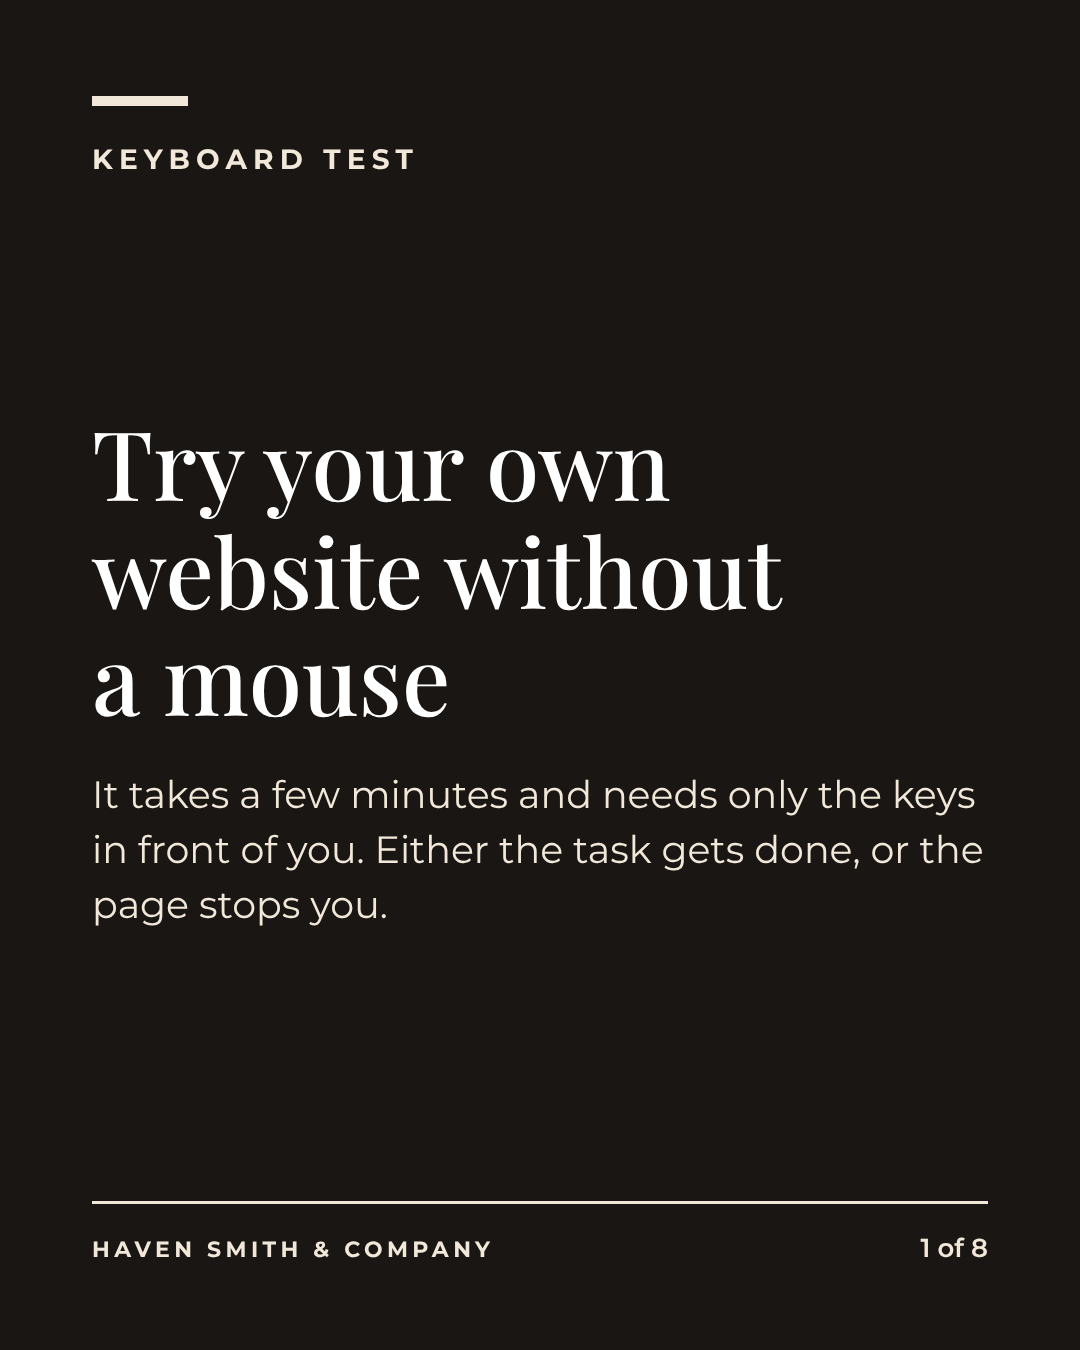 KEYBOARD TEST
Try your own
website without
a mouse
It takes a few minutes and needs only the keys
in front of you. Either the task gets done, or the
page stops you.
HAVEN SMITH & COMPANY
1 of 8